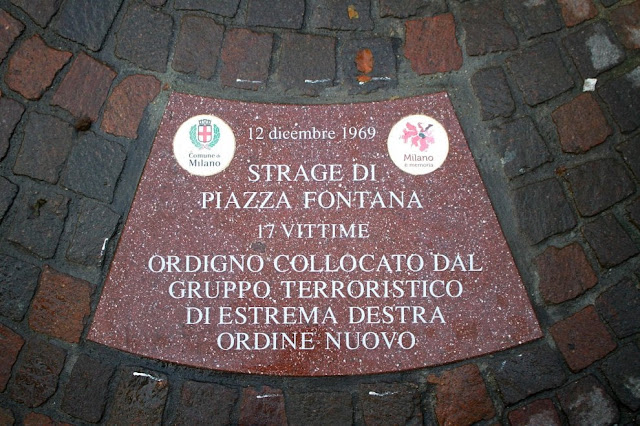 12 dicembre 1969
Comune di
Milano
Milano
è memoria
STRAGE DI
PIAZZA FONTANA
17 VITTIME
ORDIGNO COLLOCATO DAL
GRUPPO TERRORISTICO
DI ESTREMA DESTRA
ORDINE NUOVO